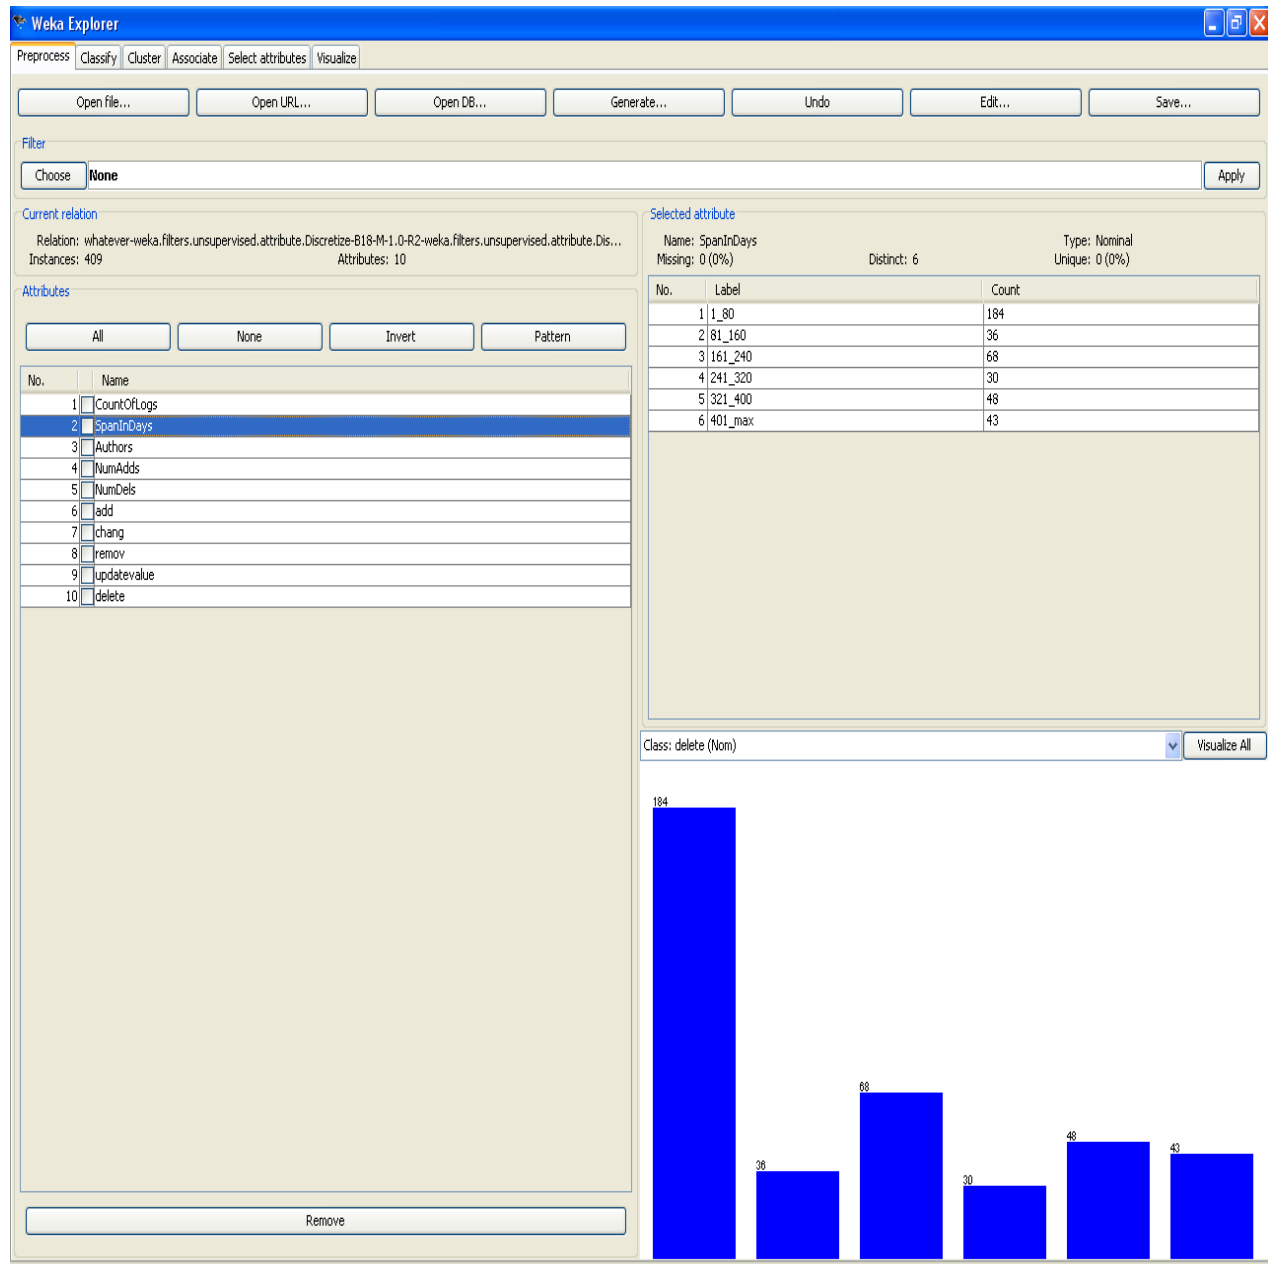 Weka Explorer
Preprocess Classify Cluster Associate Select attributes Visualize
Open file... Open URL... Open DB... Generate... Undo Edit... Save...
Filter
Choose None Apply
Current relation
Relation: whatever-weka.filters.unsupervised.attribute.Discretize-B18-M-1.0-R2-weka.filters.unsupervised.attribute.Dis...
Instances: 409 Attributes: 10
Attributes
All None Invert Pattern
No. Name
1 CountOfLogs
2 SpanInDays
3 Authors
4 NumAdds
5 NumDels
6 add
7 chang
8 remov
9 updatevalue
10 delete
Remove
Selected attribute
Name: SpanInDays Type: Nominal
Missing: 0 (0%) Distinct: 6 Unique: 0 (0%)
No. Label Count
1 1_80 184
2 81_160 36
3 161_240 68
4 241_320 30
5 321_400 48
6 401_max 43
Class: delete (Nom) Visualize All
184
36
68
30
48
43